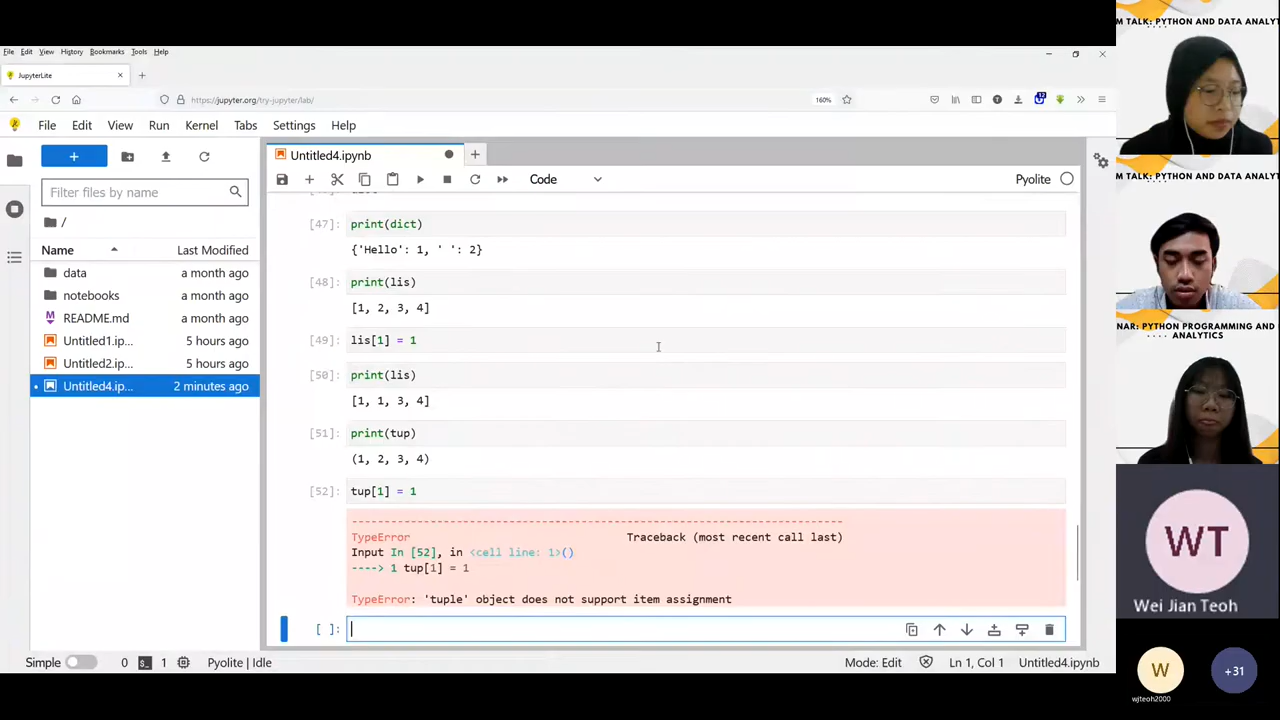 File Edit View History Bookmarks Tools Help
JupyterLite
https://jupyter.org/try-jupyter/lab/
160%
File Edit View Run Kernel Tabs Settings Help
Filter files by name
/
Name Last Modified
data a month ago
notebooks a month ago
README.md a month ago
Untitled1.ip... 5 hours ago
Untitled2.ip... 5 hours ago
Untitled4.ip... 2 minutes ago
Untitled4.ipynb
Code
Pyolite
[47]: print(dict)
{'Hello': 1, ' ': 2}
[48]: print(lis)
[1, 2, 3, 4]
[49]: lis[1] = 1
[50]: print(lis)
[1, 1, 3, 4]
[51]: print(tup)
(1, 2, 3, 4)
[52]: tup[1] = 1
TypeError Traceback (most recent call last)
Input In [52], in <cell line: 1>()
----> 1 tup[1] = 1
TypeError: 'tuple' object does not support item assignment
[ ]:
Simple 0 1 Pyolite | Idle Mode: Edit Ln 1, Col 1 Untitled4.ipynb
M TALK: PYTHON AND DATA ANALYT
M TALK: PYTHON AND DATA ANALYT
NAR: PYTHON PROGRAMMING AND
ANALYTICS
WT
Wei Jian Teoh
W
wjteoh2000
+31